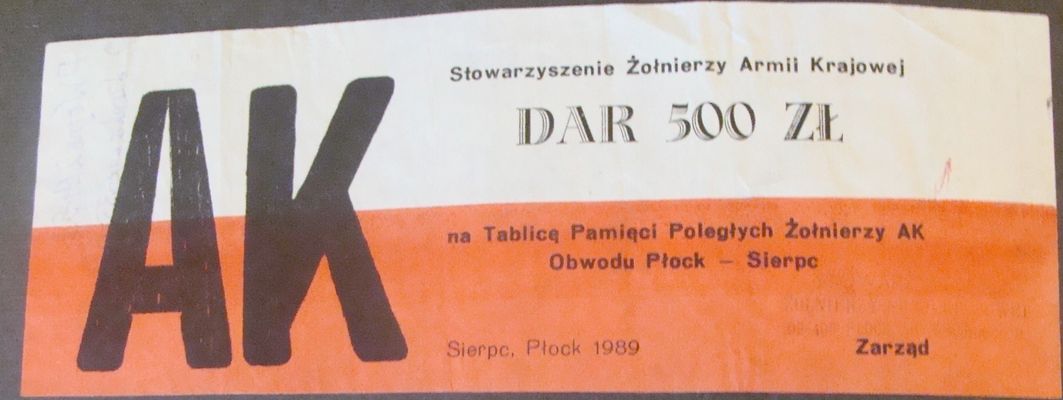 AK
Stowarzyszenie Żołnierzy Armii Krajowej
DAR 500 ZŁ
na Tablicę Pamięci Poległych Żołnierzy AK
Obwodu Płock – Sierpc
Sierpc, Płock 1989
Zarząd